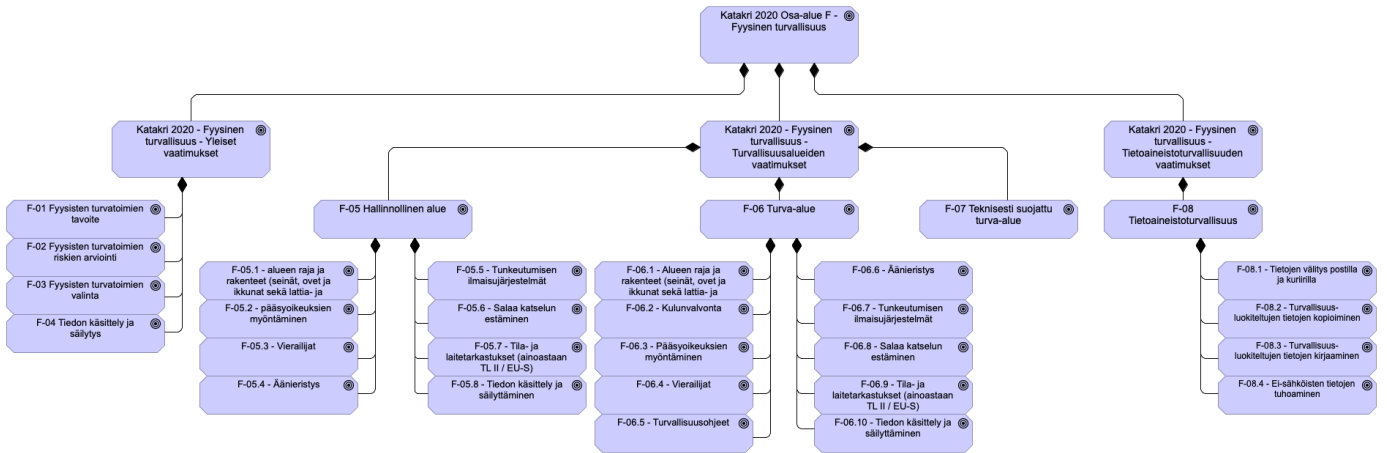 Katakri 2020 Osa-alue F -
Fyysinen turvallisuus
Katakri 2020 - Fyysinen
turvallisuus - Yleiset
vaatimukset
F-01 Fyysisten turvatoimien
tavoite
F-02 Fyysisten turvatoimien
riskien arviointi
F-03 Fyysisten turvatoimien
valinta
F-04 Tiedon käsittely ja
säilytys
Katakri 2020 - Fyysinen
turvallisuus -
Turvallisuusalueiden
vaatimukset
F-05 Hallinnollinen alue
F-05.1 - alueen raja ja
rakenteet (seinät, ovet ja
ikkunat sekä lattia- ja
F-05.2 - pääsyoikeuksien
myöntäminen
F-05.3 - Vierailijat
F-05.4 - Äänieristys
F-05.5 - Tunkeutumisen
ilmaisujärjestelmät
F-05.6 - Salaa katselun
estäminen
F-05.7 - Tila- ja
laitetarkastukset (ainoastaan
TL II / EU-S)
F-05.8 - Tiedon käsittely ja
säilyttäminen
F-06 Turva-alue
F-06.1 - Alueen raja ja
rakenteet (seinät, ovet ja
ikkunat sekä lattia- ja
F-06.2 - Kulunvalvonta
F-06.3 - Pääsyoikeuksien
myöntäminen
F-06.4 - Vierailijat
F-06.5 - Turvallisuusohjeet
F-06.6 - Äänieristys
F-06.7 - Tunkeutumisen
ilmaisujärjestelmät
F-06.8 - Salaa katselun
estäminen
F-06.9 - Tila- ja
laitetarkastukset (ainoastaan
TL II / EU-S)
F-06.10 - Tiedon käsittely ja
säilyttäminen
F-07 Teknisesti suojattu
turva-alue
Katakri 2020 - Fyysinen
turvallisuus -
Tietoaineistoturvallisuuden
vaatimukset
F-08
Tietoaineistoturvallisuus
F-08.1 - Tietojen välitys postilla
ja kuriirilla
F-08.2 - Turvallisuus-
luokiteltujen tietojen kopioiminen
F-08.3 - Turvallisuus-
luokiteltujen tietojen kirjaaminen
F-08.4 - Ei-sähköisten tietojen
tuhoaminen